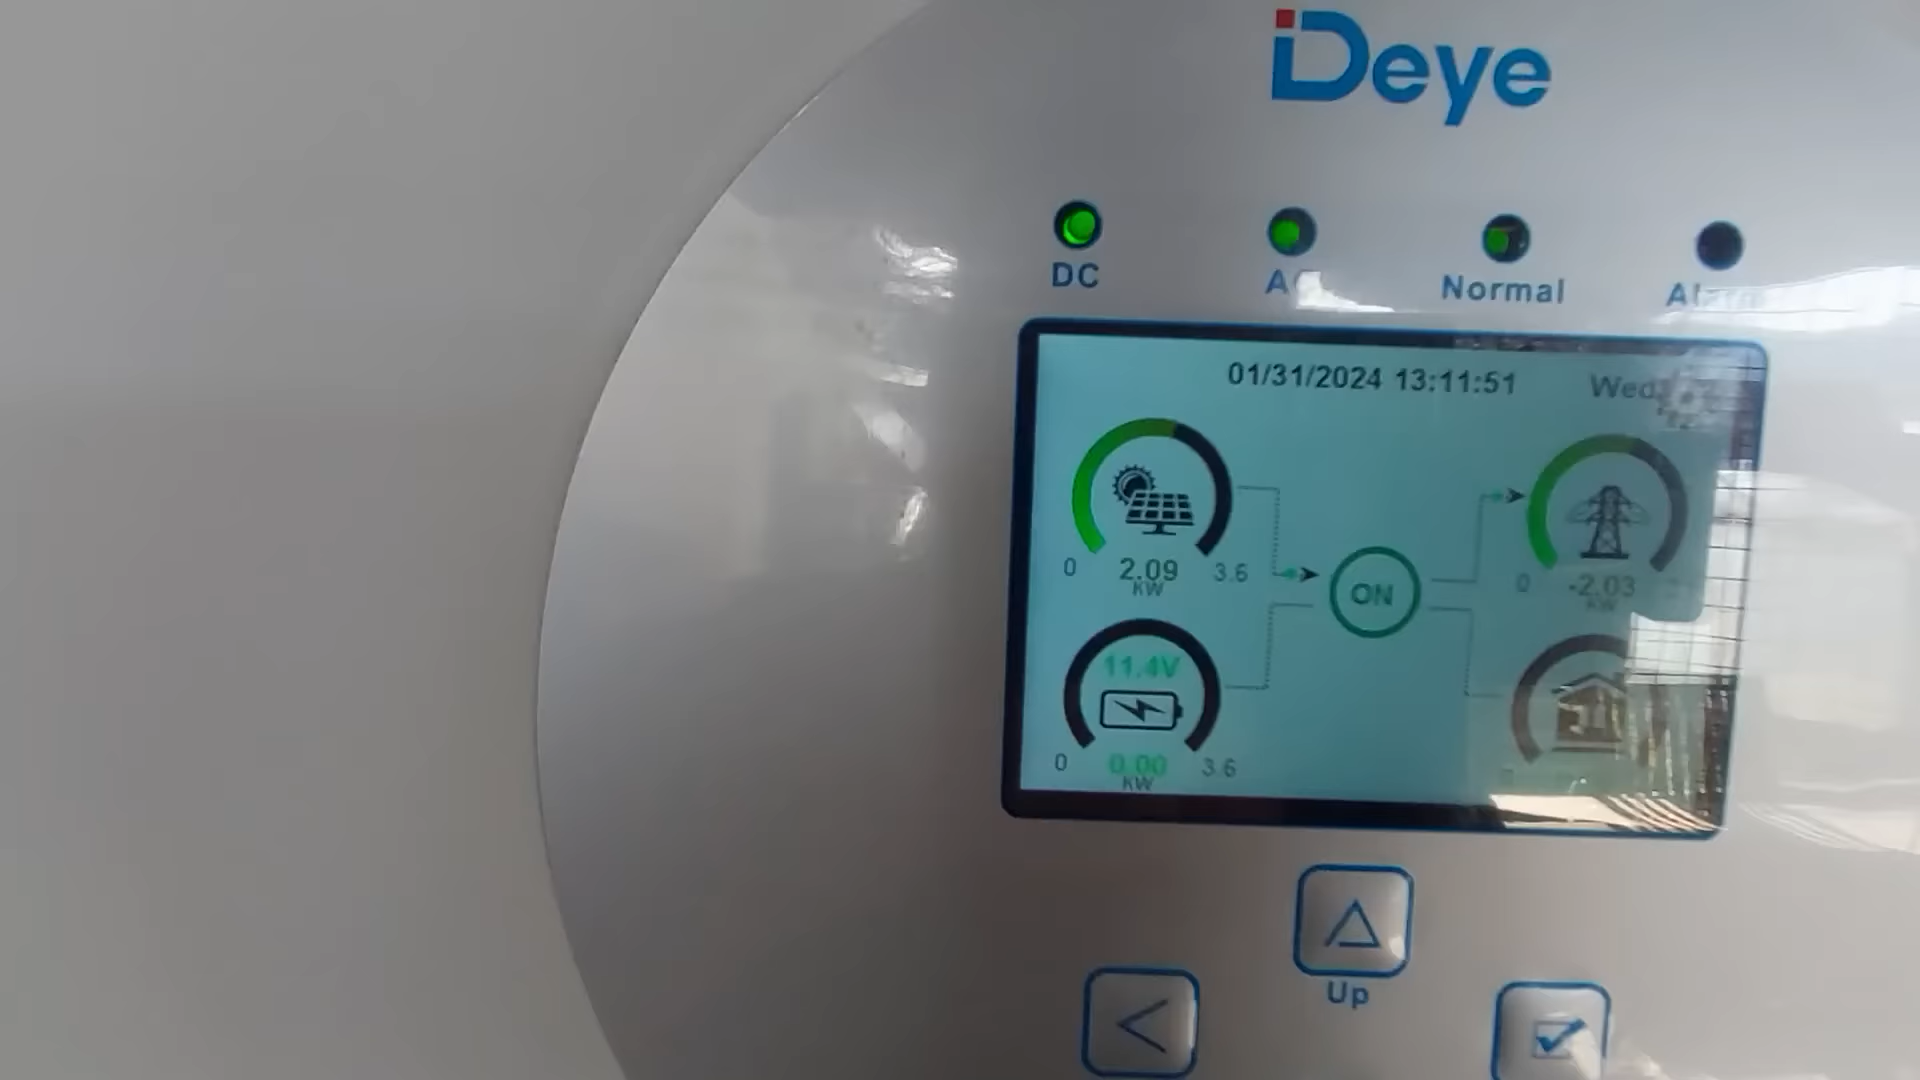 Deye
DC
Normal
01/31/2024 13:11:51 Wed
0 2.09 3.6
KW
0 -2.03
KW
ON
11.4V
0 0.00 3.6
KW
Up